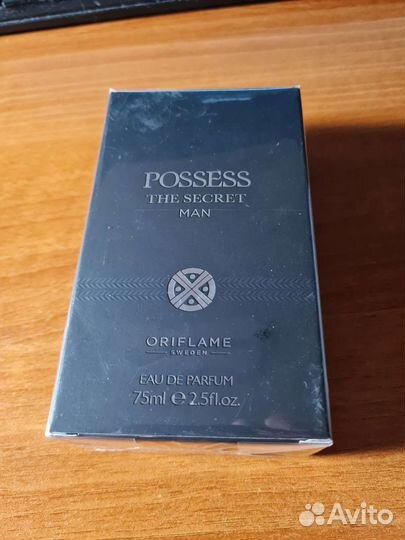 POSSESS
THE SECRET
MAN
ORIFLAME
SWEDEN
EAU DE PARFUM
75ml ℮ 2.5fl.oz.
Avito